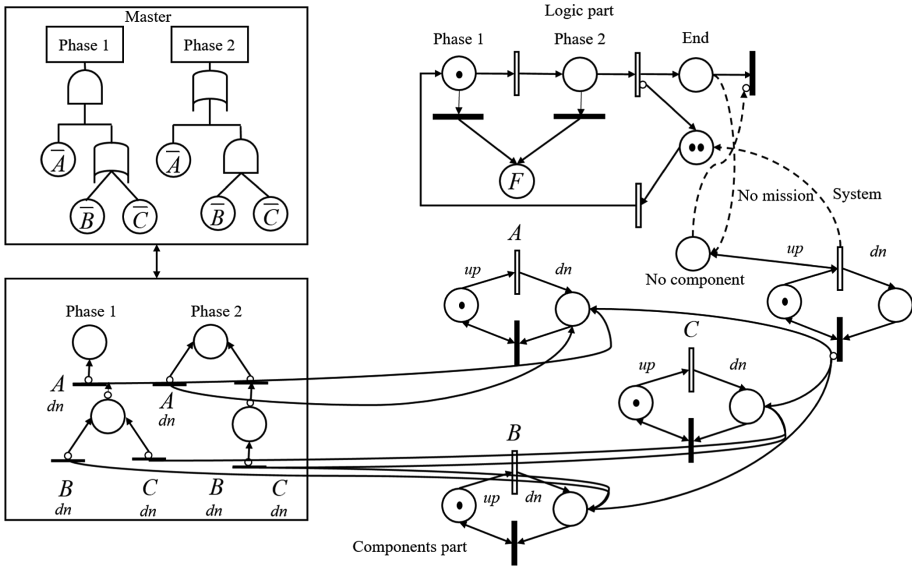 Master
Phase 1
Phase 2
A̅
A̅
B̅
C̅
B̅
C̅
Logic part
Phase 1
Phase 2
End
F
No mission
System
No component
up
dn
A
up
dn
C
up
dn
B
up
dn
Components part
Phase 1
Phase 2
A
dn
A
dn
B
dn
C
dn
B
dn
C
dn